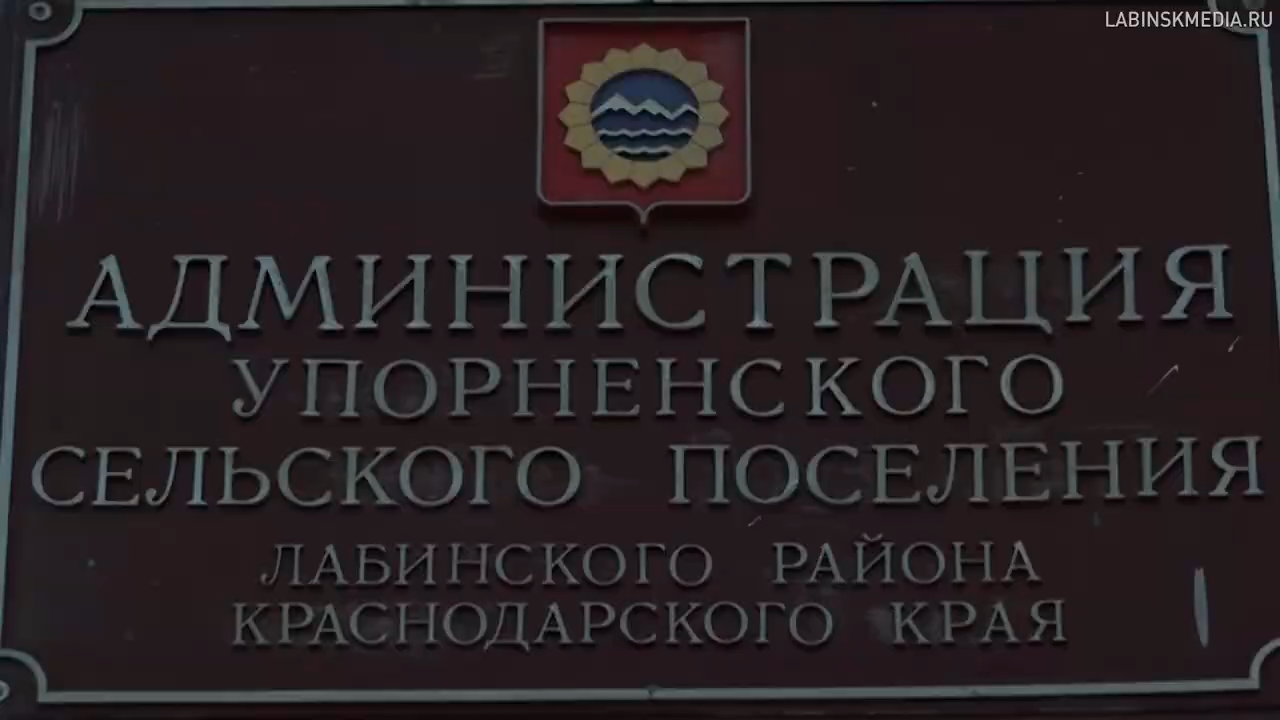 LABINSKMEDIA.RU
АДМИНИСТРАЦИЯ
УПОРНЕНСКОГО
СЕЛЬСКОГО ПОСЕЛЕНИЯ
ЛАБИНСКОГО РАЙОНА
КРАСНОДАРСКОГО КРАЯ